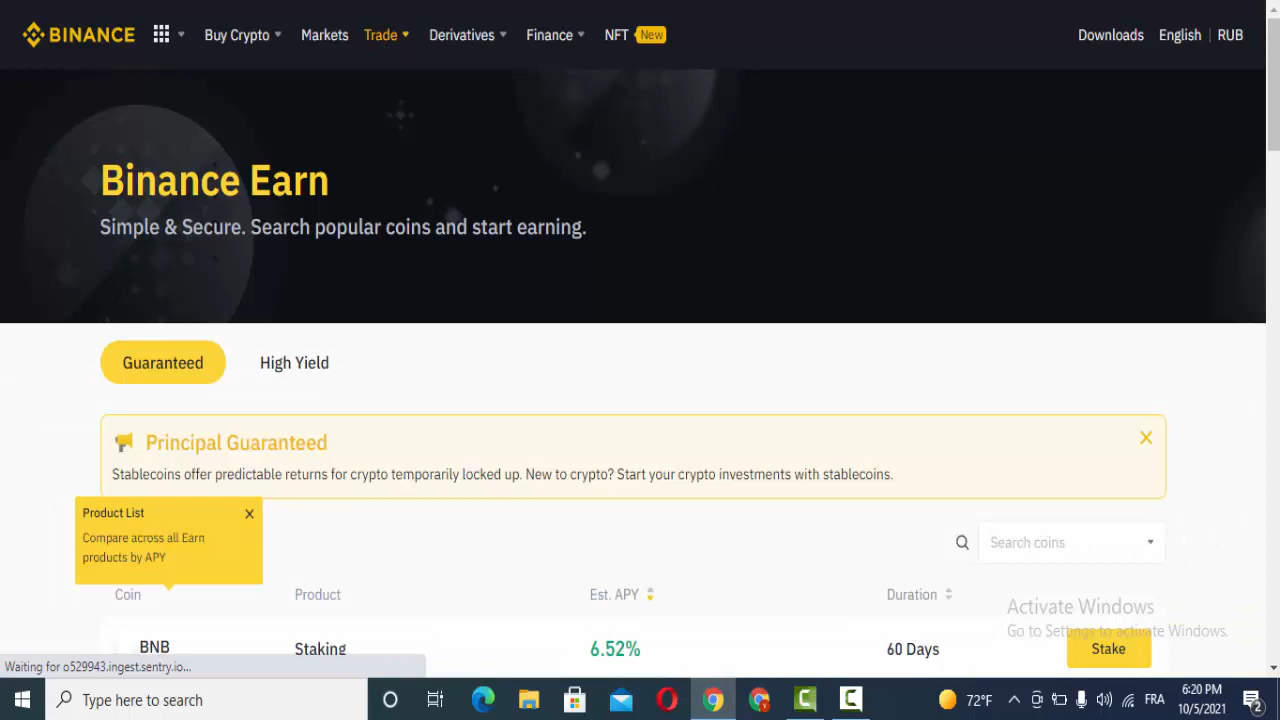 BINANCE Buy Crypto Markets Trade Derivatives Finance NFT New Downloads English RUB
Binance Earn
Simple & Secure. Search popular coins and start earning.
Guaranteed High Yield
Principal Guaranteed
Stablecoins offer predictable returns for crypto temporarily locked up. New to crypto? Start your crypto investments with stablecoins.
Product List
Compare across all Earn
products by APY
Search coins
Coin Product Est. APY Duration
Activate Windows
Go to Settings to activate Windows.
BNB Staking 6.52% 60 Days Stake
Waiting for o529943.ingest.sentry.io...
Type here to search 72°F FRA 6:20 PM
10/5/2021 2